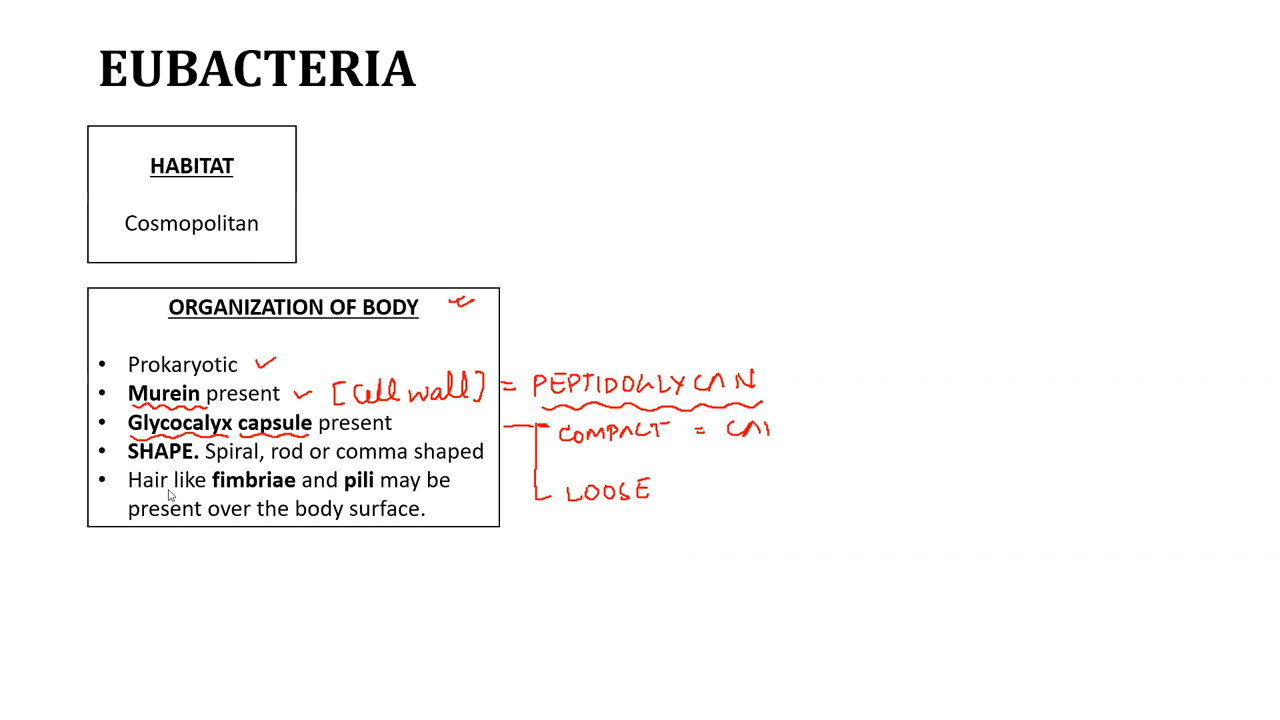 EUBACTERIA
HABITAT
Cosmopolitan
ORGANIZATION OF BODY
• Prokaryotic
• Murein present [Cell wall] = PEPTIDOGLYCAN
• Glycocalyx capsule present
COMPACT =
• SHAPE. Spiral, rod or comma shaped
• Hair like fimbriae and pili may be
LOOSE
present over the body surface.